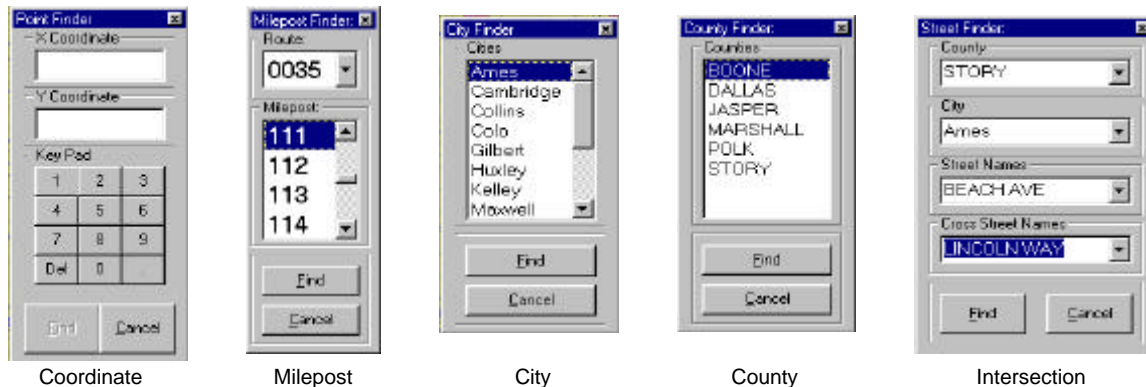 Point Finder
X Coordinate
Y Coordinate
Key Pad
1 2 3
4 5 6
7 8 9
Del 0 .
Find Cancel
Coordinate
Milepost Finder:
Route:
0035
Milepost:
111
112
113
114
Find
Cancel
Milepost
City Finder
Cities
Ames
Cambridge
Collins
Colo
Gilbert
Huxley
Kelley
Maxwell
Find
Cancel
City
County Finder:
Counties
BOONE
DALLAS
JASPER
MARSHALL
POLK
STORY
Find
Cancel
County
Street Finder:
County
STORY
City
Ames
Street Names
BEACH AVE
Cross Street Names
LINCOLN WAY
Find Cancel
Intersection